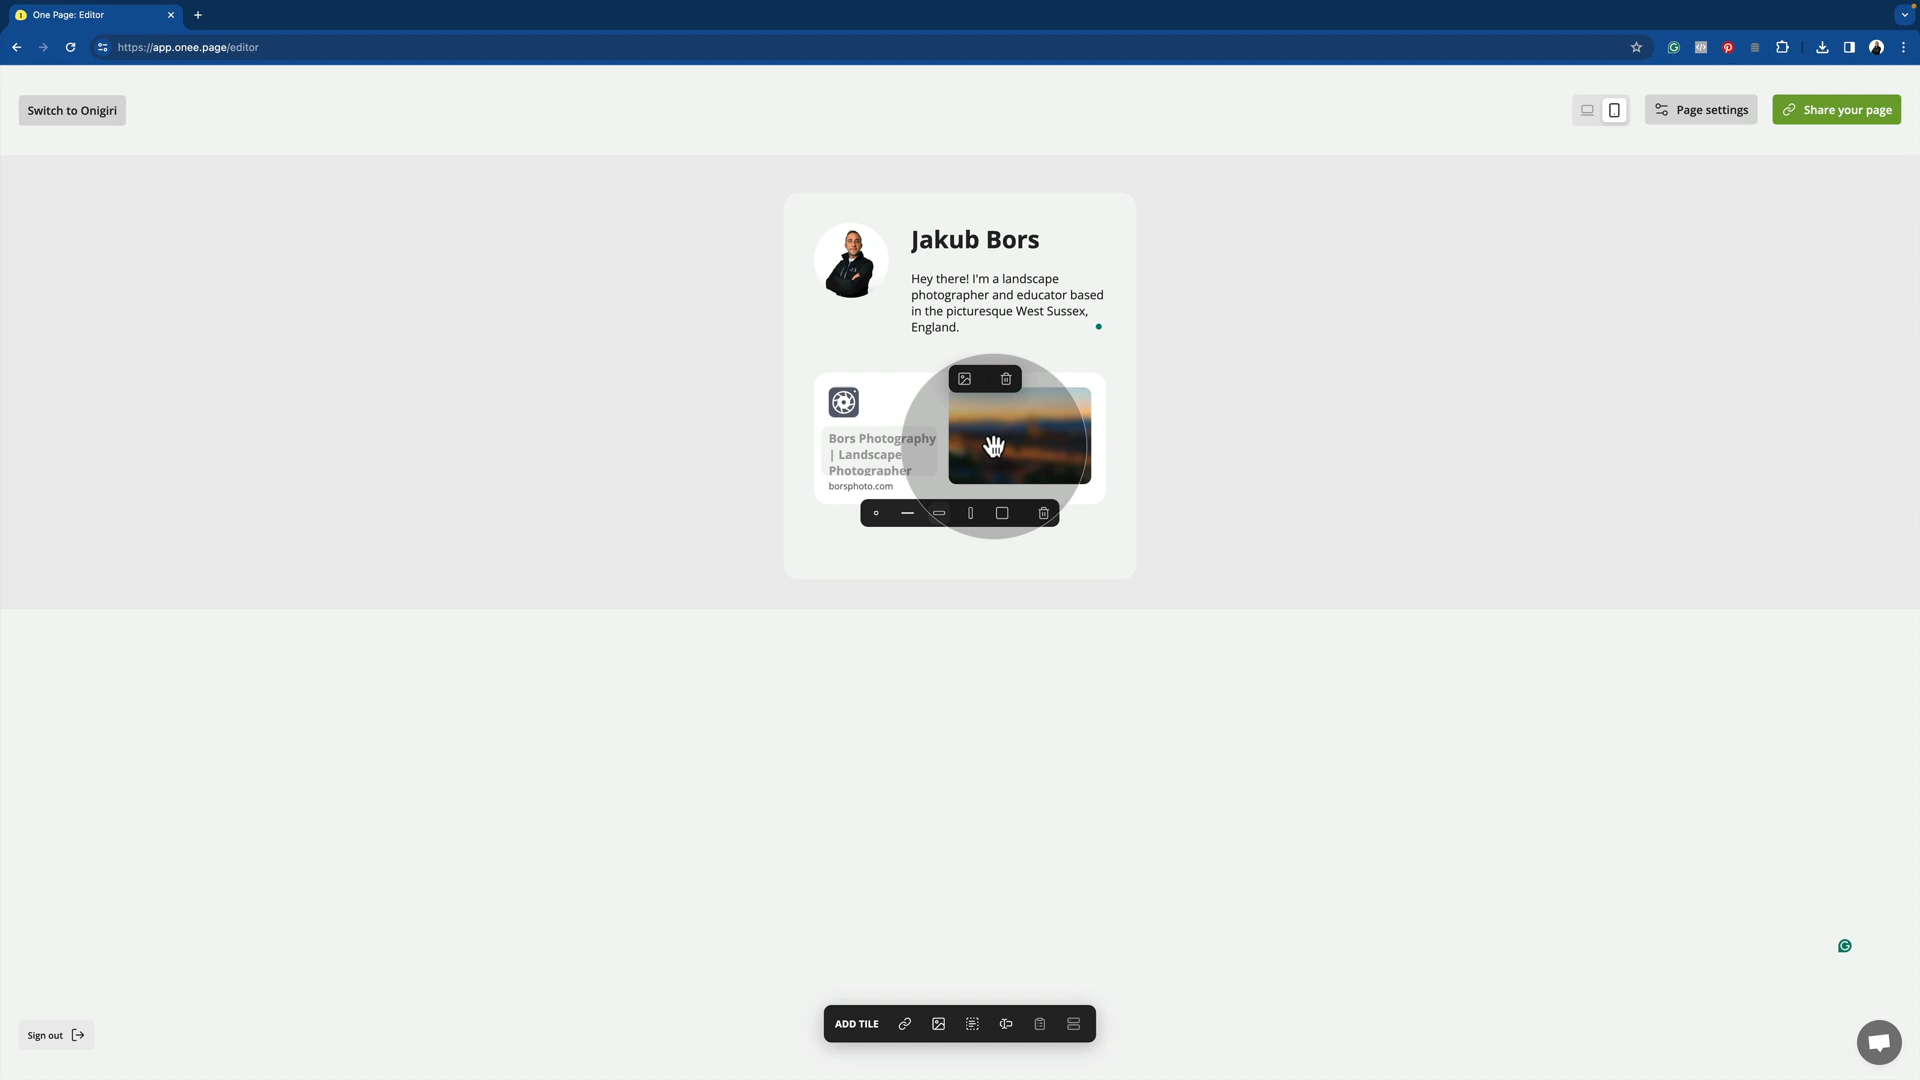 One Page: Editor
https://app.onee.page/editor
Switch to Onigiri
Page settings
Share your page
Jakub Bors
Hey there! I'm a landscape
photographer and educator based
in the picturesque West Sussex,
England.
Bors Photography
| Landscape
Photographer
borsphoto.com
ADD TILE
Sign out